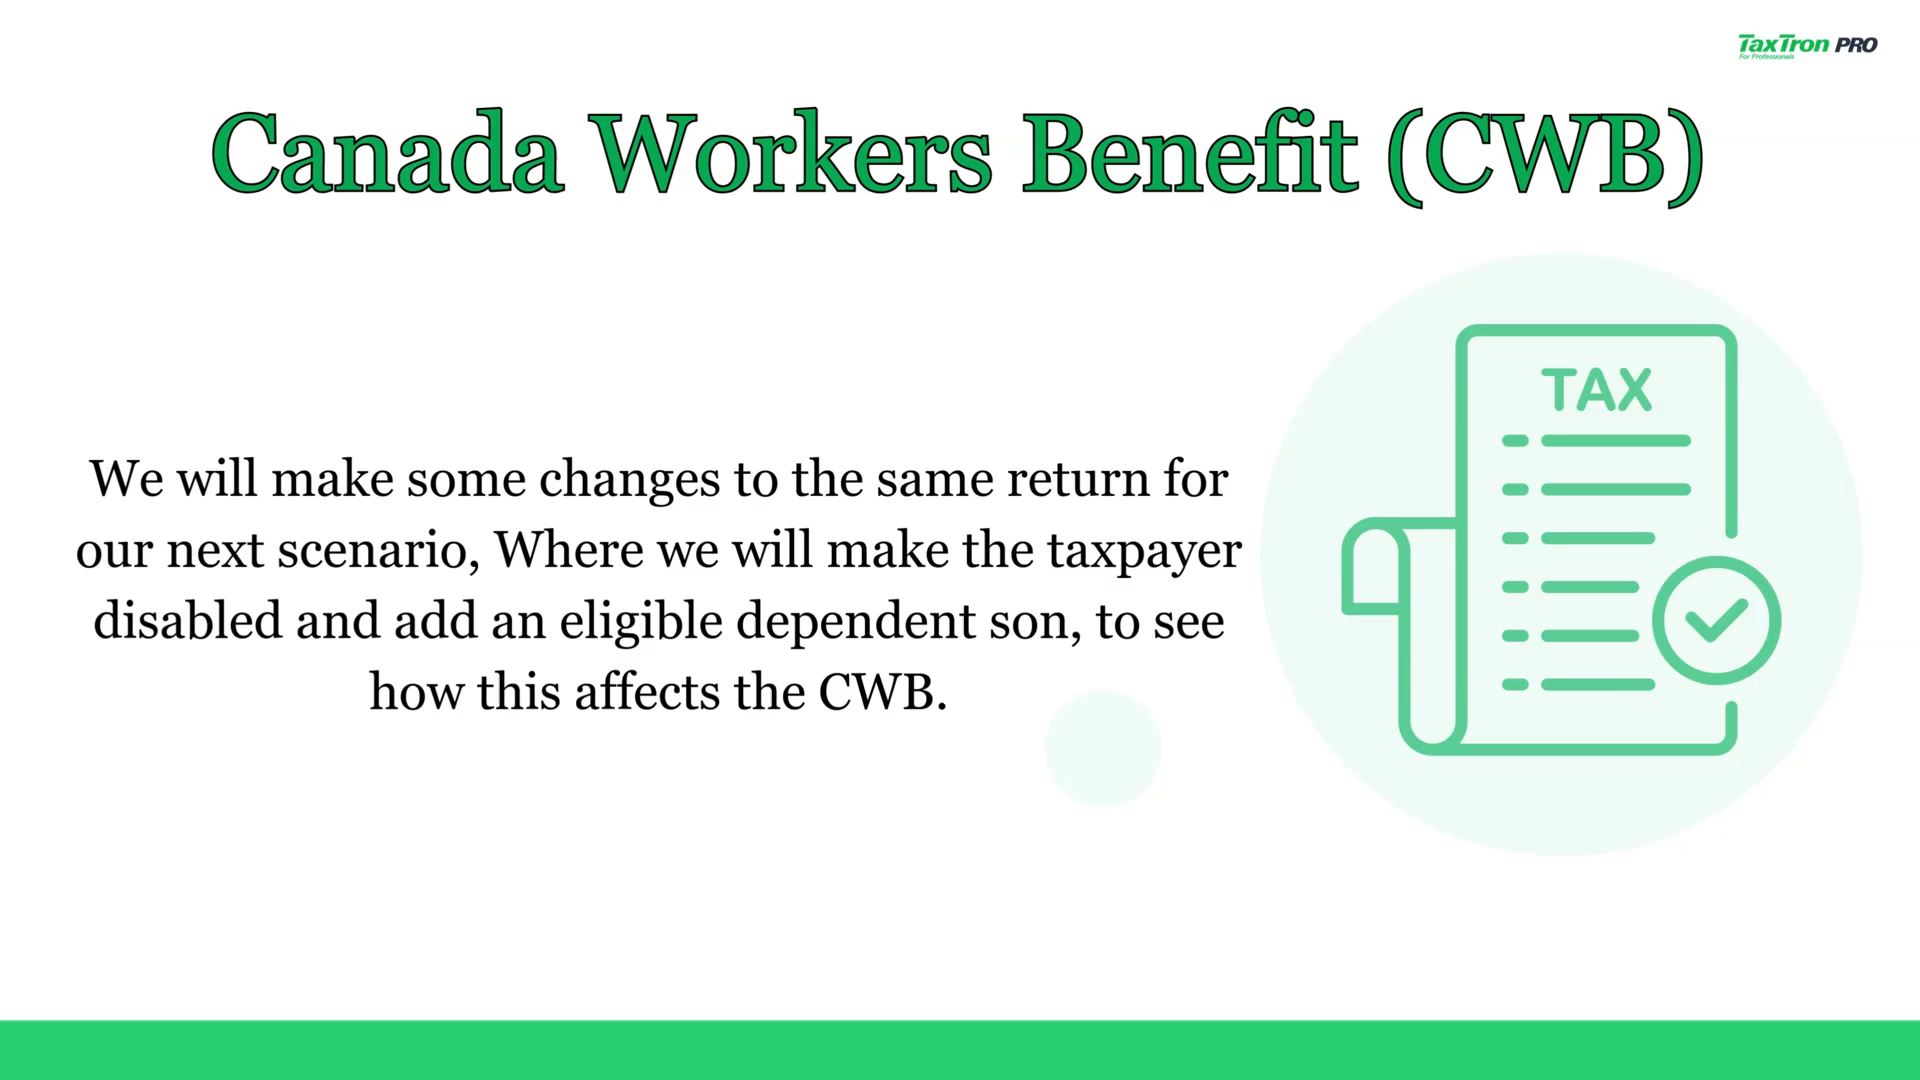 TaxTron PRO
For Professionals
Canada Workers Benefit (CWB)
We will make some changes to the same return for
our next scenario, Where we will make the taxpayer
disabled and add an eligible dependent son, to see
how this affects the CWB.
TAX